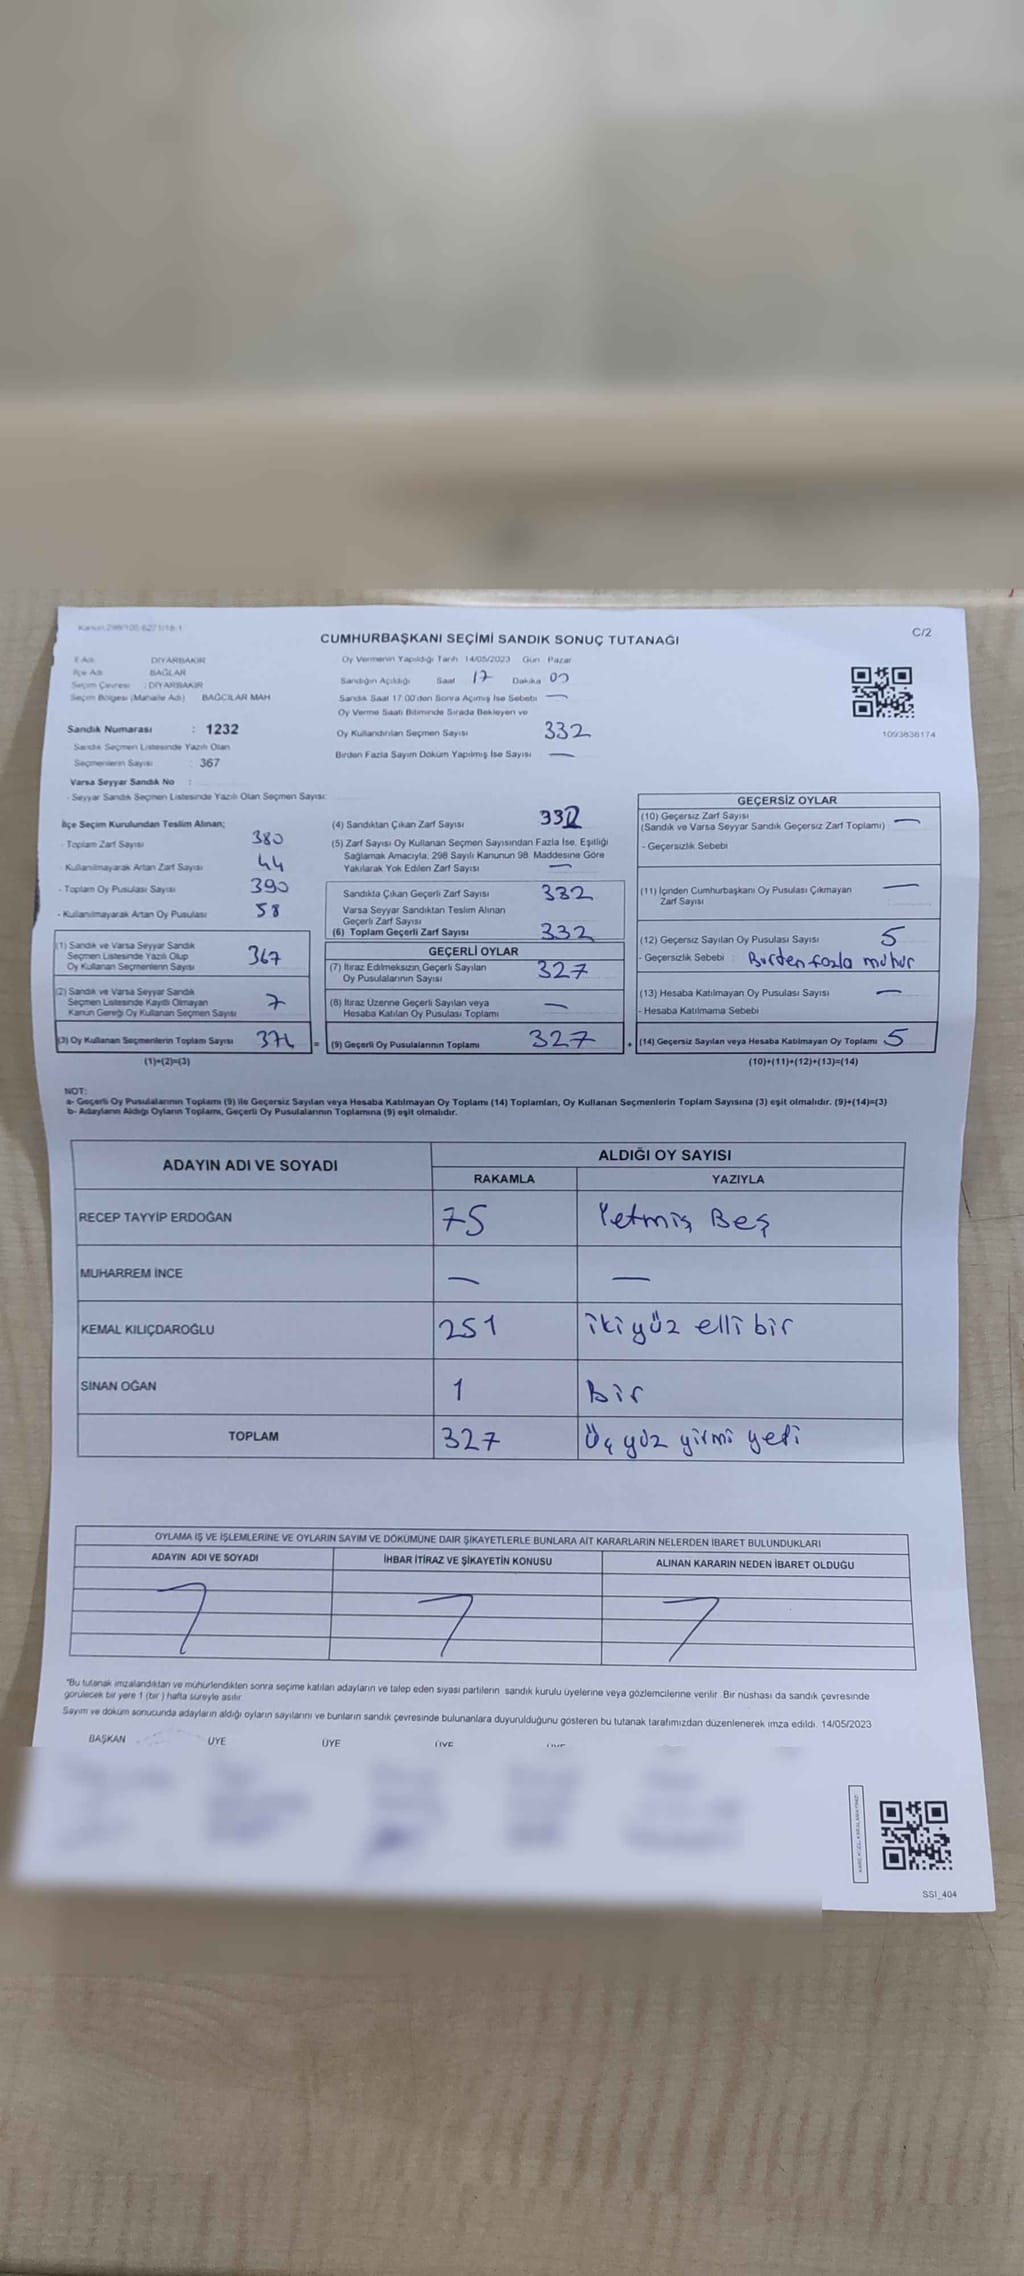 Kanun:298/105-6271/18-1
C/2
CUMHURBAŞKANI SEÇİMİ SANDIK SONUÇ TUTANAĞI
İl Adı DİYARBAKIR
İlçe Adı BAĞLAR
Seçim Çevresi : DİYARBAKIR
Seçim Bölgesi (Mahalle Adı) BAĞCILAR MAH
Sandık Numarası : 1232
Sandık Seçmen Listesinde Yazılı Olan
Seçmenlerin Sayısı : 367
Varsa Seyyar Sandık No :
- Seyyar Sandık Seçmen Listesinde Yazılı Olan Seçmen Sayısı:
Oy Vermenin Yapıldığı Tarih 14/05/2023 Gün Pazar
Sandığın Açıldığı Saat 17 Dakika 00
Sandık Saat 17.00'dan Sonra Açılmış İse Sebebi —
Oy Verme Saati Bitiminde Sırada Bekleyen ve
Oy Kullandırılan Seçmen Sayısı 332
Birden Fazla Sayım Döküm Yapılmış İse Sayısı —
1093838174
İlçe Seçim Kurulundan Teslim Alınan;
- Toplam Zarf Sayısı 380
- Kullanılmayarak Artan Zarf Sayısı 44
- Toplam Oy Pusulası Sayısı 390
- Kullanılmayarak Artan Oy Pusulası 58
(1) Sandık ve Varsa Seyyar Sandık
Seçmen Listesinde Yazılı Olup
Oy Kullanan Seçmenlerin Sayısı 367
(2) Sandık ve Varsa Seyyar Sandık
Seçmen Listesinde Kayıtlı Olmayan
Kanun Gereği Oy Kullanan Seçmen Sayısı 7
(3) Oy Kullanan Seçmenlerin Toplam Sayısı 374 =
(1)+(2)=(3)
(4) Sandıktan Çıkan Zarf Sayısı 332
(5) Zarf Sayısı Oy Kullanan Seçmen Sayısından Fazla İse, Eşitliği
Sağlamak Amacıyla, 298 Sayılı Kanunun 98. Maddesine Göre
Yakılarak Yok Edilen Zarf Sayısı —
Sandıkta Çıkan Geçerli Zarf Sayısı 332
Varsa Seyyar Sandıktan Teslim Alınan
Geçerli Zarf Sayısı
(6) Toplam Geçerli Zarf Sayısı 332
GEÇERLİ OYLAR
(7) İtiraz Edilmeksizin Geçerli Sayılan
Oy Pusulalarının Sayısı 327
(8) İtiraz Üzerine Geçerli Sayılan veya
Hesaba Katılan Oy Pusulası Toplamı —
(9) Geçerli Oy Pusulalarının Toplamı 327 +
GEÇERSİZ OYLAR
(10) Geçersiz Zarf Sayısı
(Sandık ve Varsa Seyyar Sandık Geçersiz Zarf Toplamı) —
- Geçersizlik Sebebi
(11) İçinden Cumhurbaşkanı Oy Pusulası Çıkmayan
Zarf Sayısı —
(12) Geçersiz Sayılan Oy Pusulası Sayısı 5
- Geçersizlik Sebebi : Burden fazla muhur
(13) Hesaba Katılmayan Oy Pusulası Sayısı —
- Hesaba Katılmama Sebebi
(14) Geçersiz Sayılan veya Hesaba Katılmayan Oy Toplamı 5
(10)+(11)+(12)+(13)=(14)
NOT:
a- Geçerli Oy Pusulalarının Toplamı (9) ile Geçersiz Sayılan veya Hesaba Katılmayan Oy Toplamı (14) Toplamları, Oy Kullanan Seçmenlerin Toplam Sayısına (3) eşit olmalıdır. (9)+(14)=(3)
b- Adayların Aldığı Oyların Toplamı, Geçerli Oy Pusulalarının Toplamına (9) eşit olmalıdır.
ADAYIN ADI VE SOYADI ALDIĞI OY SAYISI
RAKAMLA YAZIYLA
RECEP TAYYİP ERDOĞAN 75 Yetmiş Beş
MUHARREM İNCE — —
KEMAL KILIÇDAROĞLU 251 ikiyüz elli bir
SİNAN OĞAN 1 bir
TOPLAM 327 Üç yüz yirmi yedi
OYLAMA İŞ VE İŞLEMLERİNE VE OYLARIN SAYIM VE DÖKÜMÜNE DAİR ŞİKAYETLERLE BUNLARA AİT KARARLARIN NELERDEN İBARET BULUNDUKLARI
ADAYIN ADI VE SOYADI İHBAR İTİRAZ VE ŞİKAYETİN KONUSU ALINAN KARARIN NEDEN İBARET OLDUĞU
"Bu tutanak imzalandıktan ve mühürlendikten sonra seçime katılan adayların ve talep eden siyasi partilerin sandık kurulu üyelerine veya gözlemcilerine verilir. Bir nüshası da sandık çevresinde
görülecek bir yere 1 (bir ) hafta süreyle asılır.
Sayım ve döküm sonucunda adayların aldığı oyların sayılarını ve bunların sandık çevresinde bulunanlara duyurulduğunu gösteren bu tutanak tarafımızdan düzenlenerek imza edildi. 14/05/2023
BAŞKAN ÜYE ÜYE ÜYE ÜYE
SS1_404